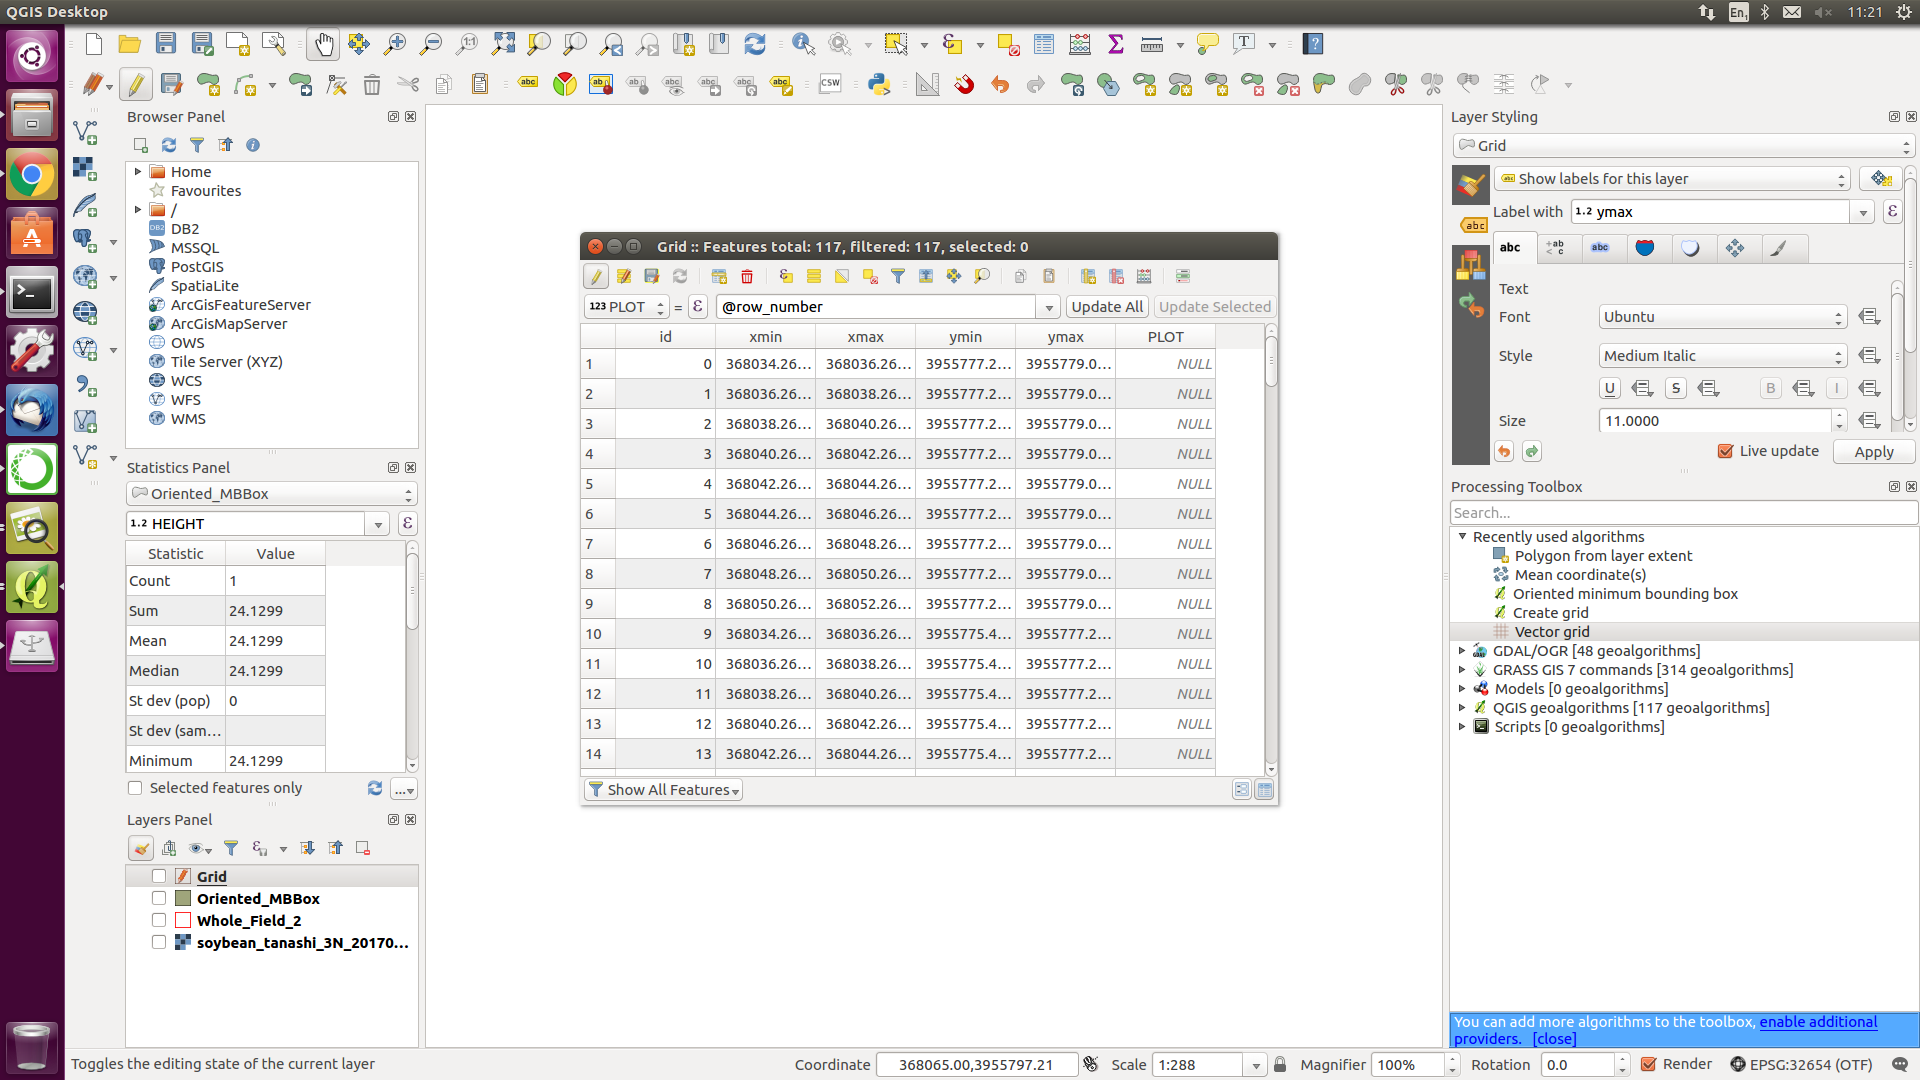 QGIS Desktop
En1
11:21
Browser Panel
Home
Favourites
/
DB2
MSSQL
PostGIS
SpatiaLite
ArcGisFeatureServer
ArcGisMapServer
OWS
Tile Server (XYZ)
WCS
WFS
WMS
Statistics Panel
Oriented_MBBox
1.2 HEIGHT
Statistic Value
Count 1
Sum 24.1299
Mean 24.1299
Median 24.1299
St dev (pop) 0
St dev (sam...
Minimum 24.1299
Selected features only
Layers Panel
Grid
Oriented_MBBox
Whole_Field_2
soybean_tanashi_3N_20170...
Grid :: Features total: 117, filtered: 117, selected: 0
123 PLOT = ε @row_number Update All Update Selected
id xmin xmax ymin ymax PLOT
1 0 368034.26... 368036.26... 3955777.2... 3955779.0... NULL
2 1 368036.26... 368038.26... 3955777.2... 3955779.0... NULL
3 2 368038.26... 368040.26... 3955777.2... 3955779.0... NULL
4 3 368040.26... 368042.26... 3955777.2... 3955779.0... NULL
5 4 368042.26... 368044.26... 3955777.2... 3955779.0... NULL
6 5 368044.26... 368046.26... 3955777.2... 3955779.0... NULL
7 6 368046.26... 368048.26... 3955777.2... 3955779.0... NULL
8 7 368048.26... 368050.26... 3955777.2... 3955779.0... NULL
9 8 368050.26... 368052.26... 3955777.2... 3955779.0... NULL
10 9 368034.26... 368036.26... 3955775.4... 3955777.2... NULL
11 10 368036.26... 368038.26... 3955775.4... 3955777.2... NULL
12 11 368038.26... 368040.26... 3955775.4... 3955777.2... NULL
13 12 368040.26... 368042.26... 3955775.4... 3955777.2... NULL
14 13 368042.26... 368044.26... 3955775.4... 3955777.2... NULL
Show All Features
Layer Styling
Grid
Show labels for this layer
Label with 1.2 ymax
Text
Font Ubuntu
Style Medium Italic
U S B I
Size 11.0000
Live update Apply
Processing Toolbox
Search...
Recently used algorithms
Polygon from layer extent
Mean coordinate(s)
Oriented minimum bounding box
Create grid
Vector grid
GDAL/OGR [48 geoalgorithms]
GRASS GIS 7 commands [314 geoalgorithms]
Models [0 geoalgorithms]
QGIS geoalgorithms [117 geoalgorithms]
Scripts [0 geoalgorithms]
You can add more algorithms to the toolbox, enable additional
providers. [close]
Toggles the editing state of the current layer
Coordinate 368065.00,3955797.21 Scale 1:288 Magnifier 100% Rotation 0.0 Render EPSG:32654 (OTF)